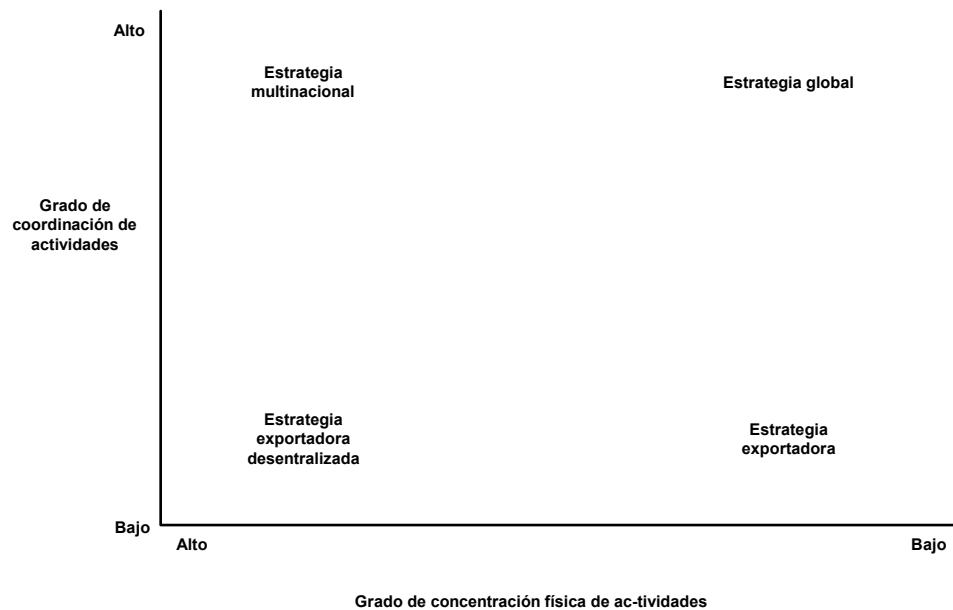 Alto
Estrategia
multinacional
Estrategia global
Grado de
coordinación de
actividades
Estrategia
exportadora
desentralizada
Estrategia
exportadora
Bajo
Alto
Bajo
Grado de concentración física de ac-tividades